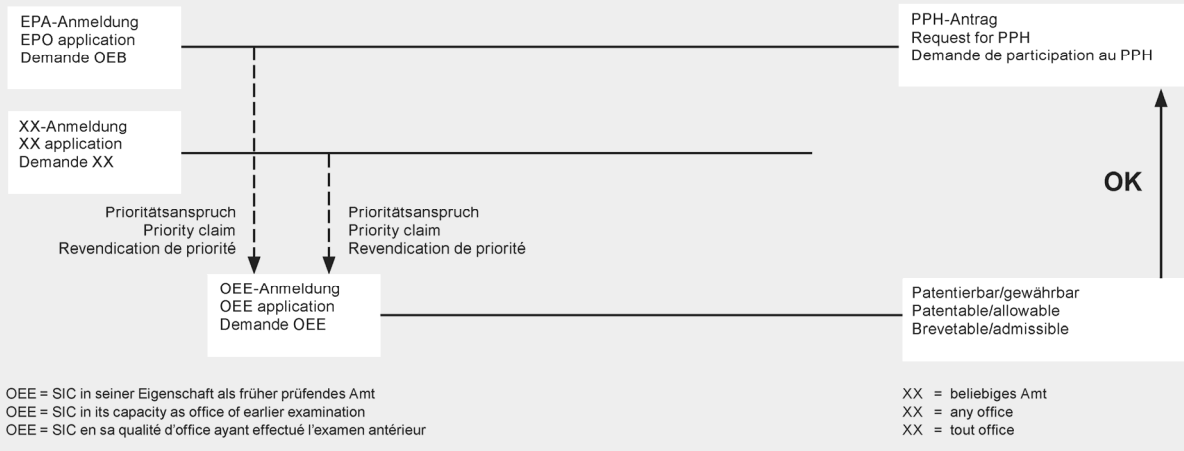 EPA-Anmeldung
EPO application
Demande OEB
PPH-Antrag
Request for PPH
Demande de participation au PPH
XX-Anmeldung
XX application
Demande XX
OK
Prioritätsanspruch
Priority claim
Revendication de priorité
Prioritätsanspruch
Priority claim
Revendication de priorité
OEE-Anmeldung
OEE application
Demande OEE
Patentierbar/gewährbar
Patentable/allowable
Brevetable/admissible
OEE = SIC in seiner Eigenschaft als früher prüfendes Amt
OEE = SIC in its capacity as office of earlier examination
OEE = SIC en sa qualité d'office ayant effectué l'examen antérieur
XX = beliebiges Amt
XX = any office
XX = tout office